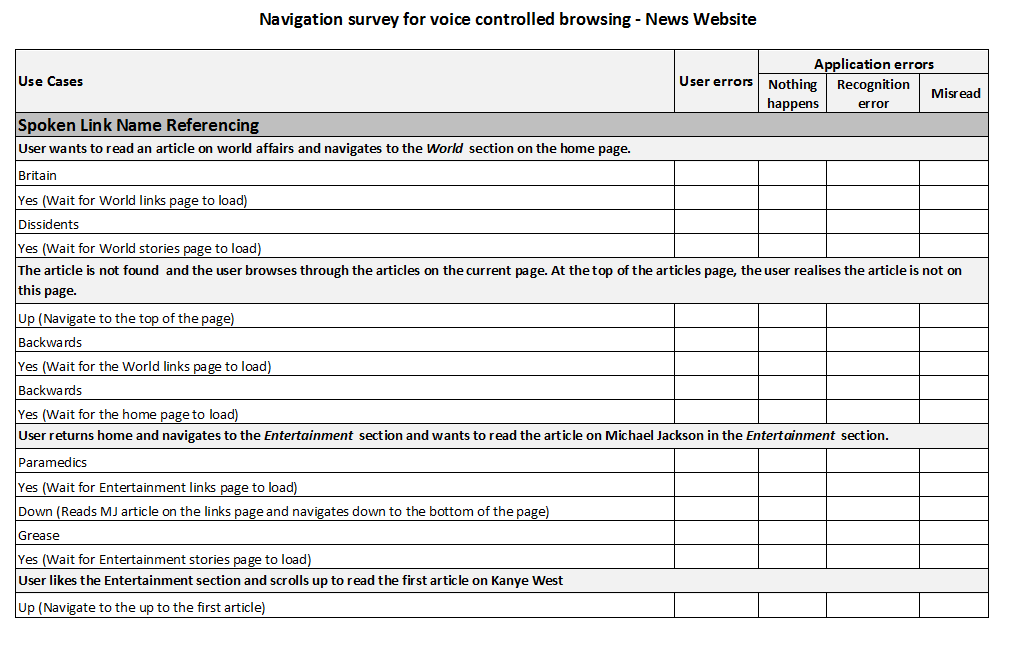 Navigation survey for voice controlled browsing - News Website
Use Cases
User errors
Application errors
Nothing
happens
Recognition
error
Misread
Spoken Link Name Referencing
User wants to read an article on world affairs and navigates to the World section on the home page.
Britain
Yes (Wait for World links page to load)
Dissidents
Yes (Wait for World stories page to load)
The article is not found and the user browses through the articles on the current page. At the top of the articles page, the user realises the article is not on
this page.
Up (Navigate to the top of the page)
Backwards
Yes (Wait for the World links page to load)
Backwards
Yes (Wait for the home page to load)
User returns home and navigates to the Entertainment section and wants to read the article on Michael Jackson in the Entertainment section.
Paramedics
Yes (Wait for Entertainment links page to load)
Down (Reads MJ article on the links page and navigates down to the bottom of the page)
Grease
Yes (Wait for Entertainment stories page to load)
User likes the Entertainment section and scrolls up to read the first article on Kanye West
Up (Navigate to the up to the first article)